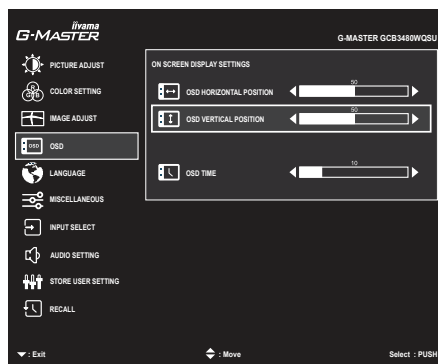 iiyama
G-MASTER
G-MASTER GCB3480WQSU
PICTURE ADJUST
COLOR SETTING
R
G B
IMAGE ADJUST
OSD OSD
LANGUAGE
MISCELLANEOUS
INPUT SELECT
AUDIO SETTING
STORE USER SETTING
RECALL
ON SCREEN DISPLAY SETTINGS
OSD HORIZONTAL POSITION 50
OSD VERTICAL POSITION 50
OSD TIME 10
: Exit
: Move
Select : PUSH